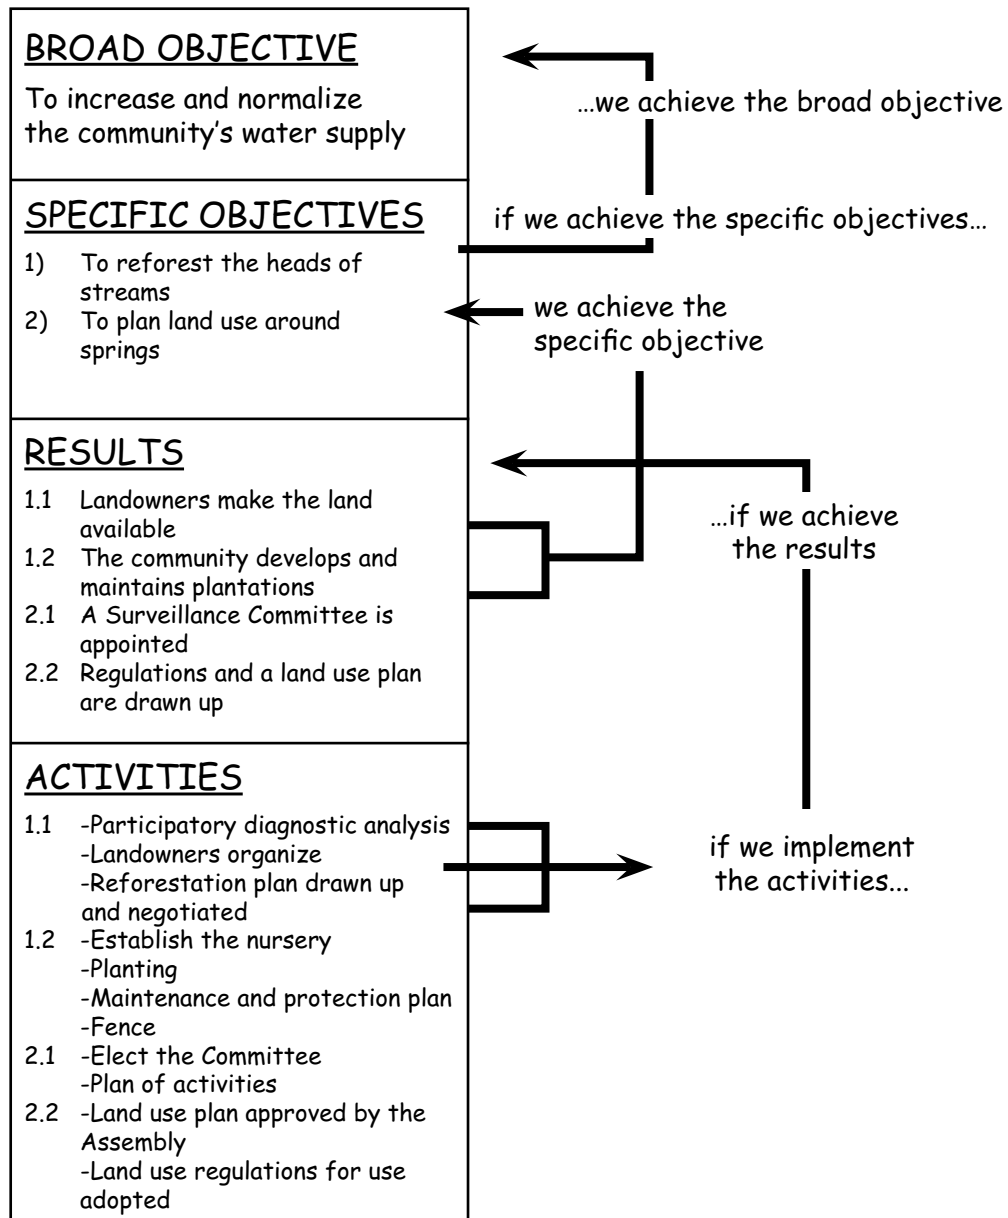 BROAD OBJECTIVE
To increase and normalize
the community's water supply
...we achieve the broad objective
SPECIFIC OBJECTIVES
if we achieve the specific objectives...
1) To reforest the heads of
streams
2) To plan land use around
springs
we achieve the
specific objective
RESULTS
1.1 Landowners make the land
available
1.2 The community develops and
maintains plantations
2.1 A Surveillance Committee is
appointed
2.2 Regulations and a land use plan
are drawn up
...if we achieve
the results
ACTIVITIES
1.1 -Participatory diagnostic analysis
-Landowners organize
-Reforestation plan drawn up
and negotiated
1.2 -Establish the nursery
-Planting
-Maintenance and protection plan
-Fence
2.1 -Elect the Committee
-Plan of activities
2.2 -Land use plan approved by the
Assembly
-Land use regulations for use
adopted
if we implement
the activities...